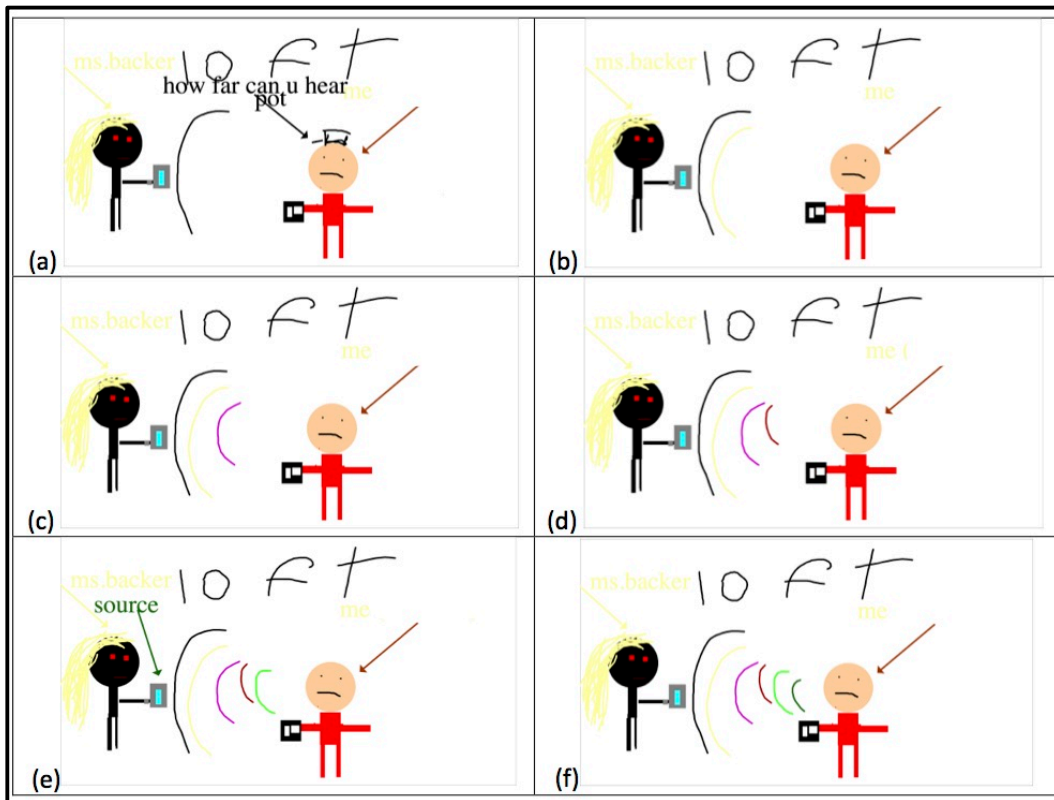 10 ft
ms.backer
how far can u hear
me
pot
(a)
10 ft
ms.backer
me
(b)
10 ft
ms.backer
me
(c)
10 ft
ms.backer
me (
(d)
10 ft
ms.backer
source
me
(e)
10 ft
ms.backer
me
(f)